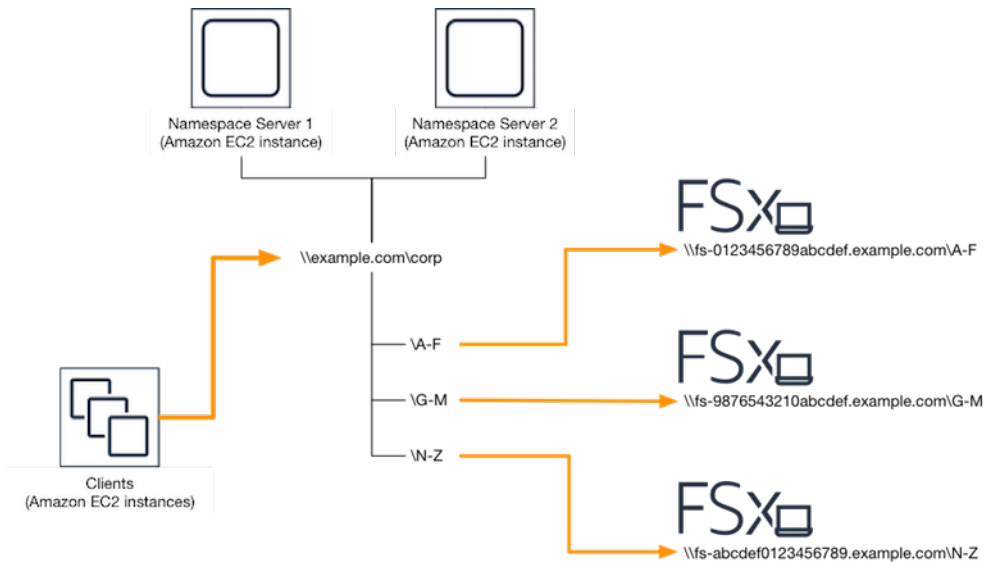 Namespace Server 1
(Amazon EC2 instance)
Namespace Server 2
(Amazon EC2 instance)
FSx
\\fs-0123456789abcdef.example.com\A-F
\\example.com\corp
\A-F
FSx
\G-M
\\fs-9876543210abcdef.example.com\G-M
\N-Z
Clients
(Amazon EC2 instances)
FSx
\\fs-abcdef0123456789.example.com\N-Z